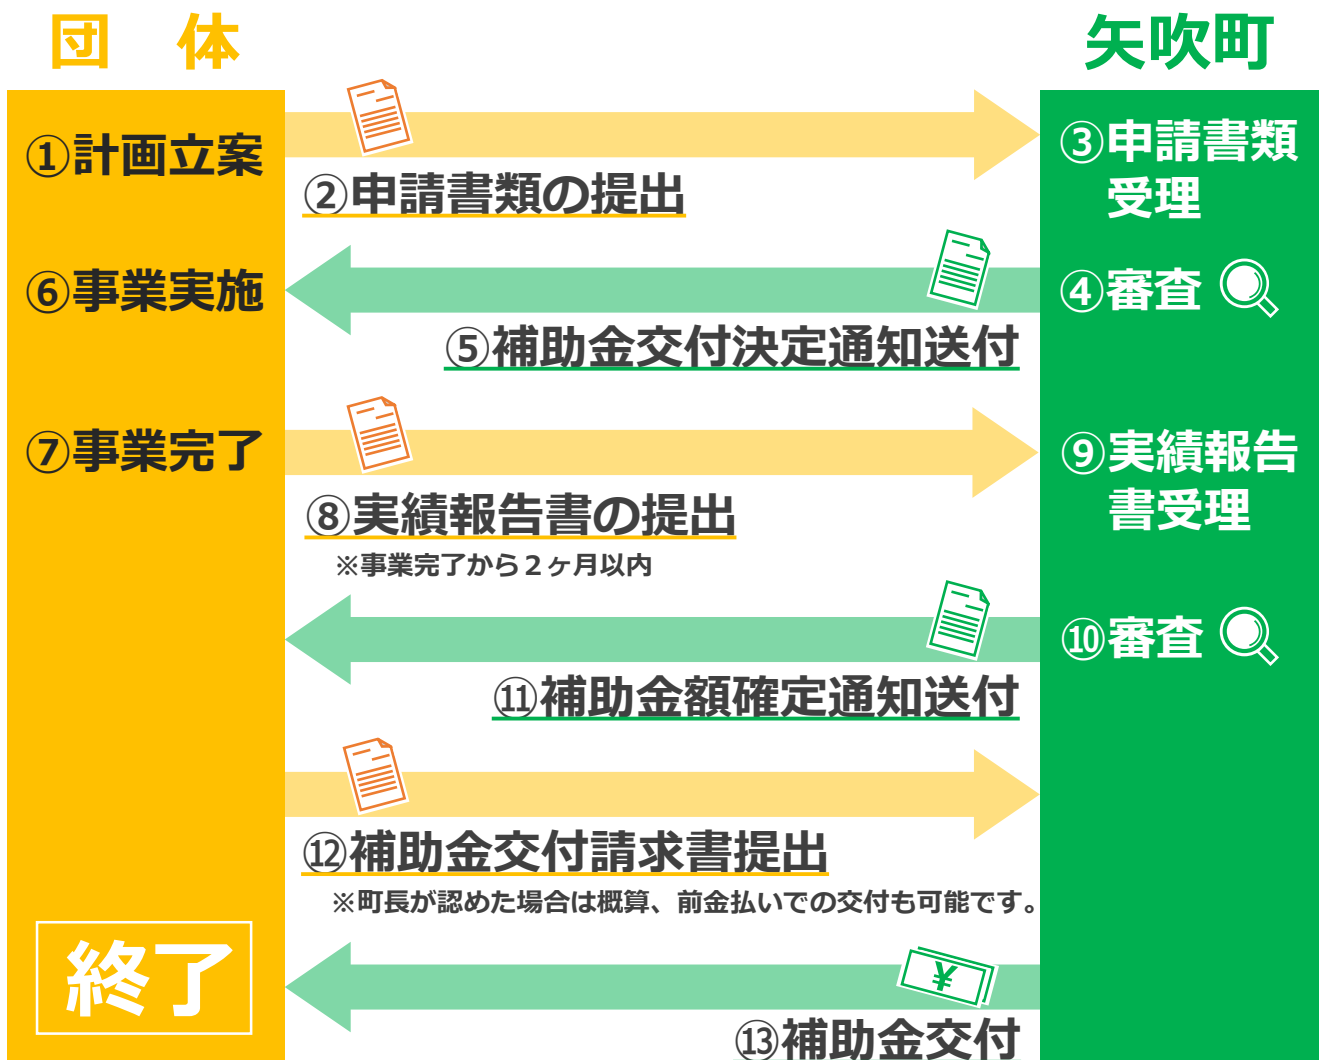 団　体
矢吹町
①計画立案
②申請書類の提出
③申請書類
受理
④審査
⑤補助金交付決定通知送付
⑥事業実施
⑦事業完了
⑧実績報告書の提出
※事業完了から２ヶ月以内
⑨実績報告
書受理
⑩審査
⑪補助金額確定通知送付
⑫補助金交付請求書提出
※町長が認めた場合は概算、前金払いでの交付も可能です。
¥
⑬補助金交付
終了